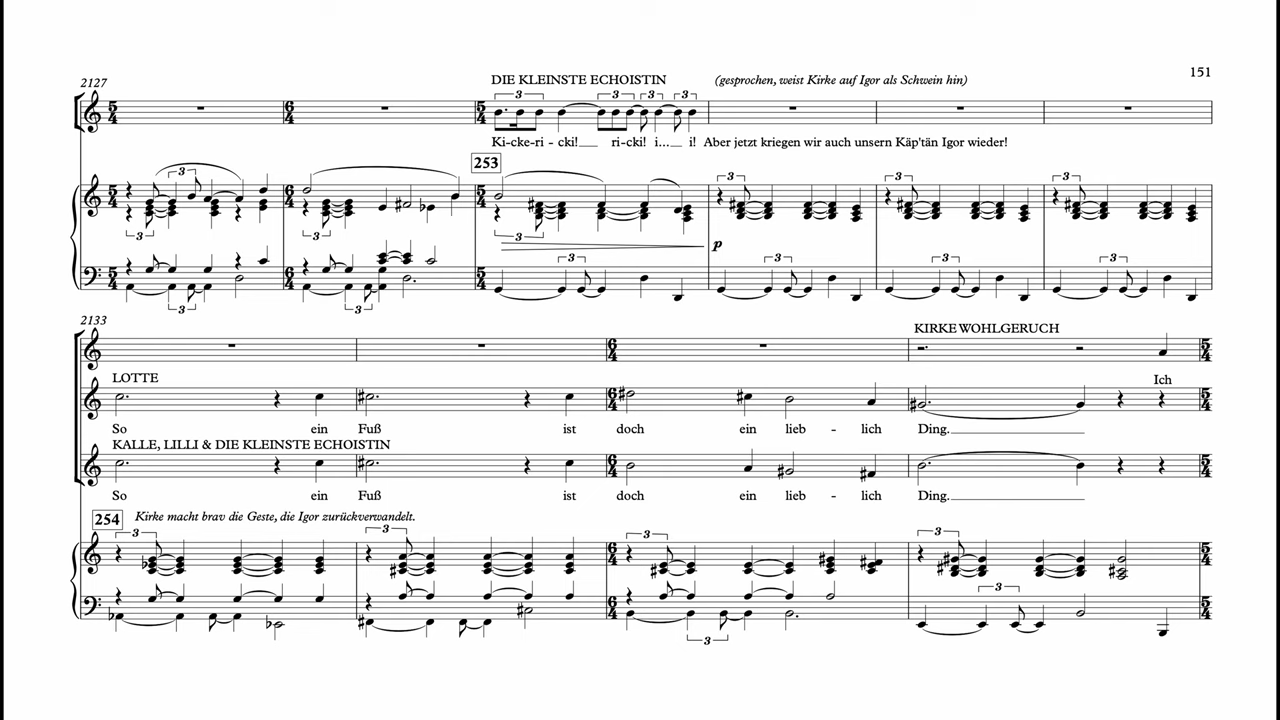 151
2127
DIE KLEINSTE ECHOISTIN (gesprochen, weist Kirke auf Igor als Schwein hin)
Ki-cke-ri - cki! ri-cki! i... i! Aber jetzt kriegen wir auch unsern Käp'tän Igor wieder!
253
p
2133
KIRKE WOHLGERUCH
Ich
LOTTE
So ein Fuß ist doch ein lieb - lich Ding.
KALLE, LILLI & DIE KLEINSTE ECHOISTIN
So ein Fuß ist doch ein lieb - lich Ding.
254 Kirke macht brav die Geste, die Igor zurückverwandelt.